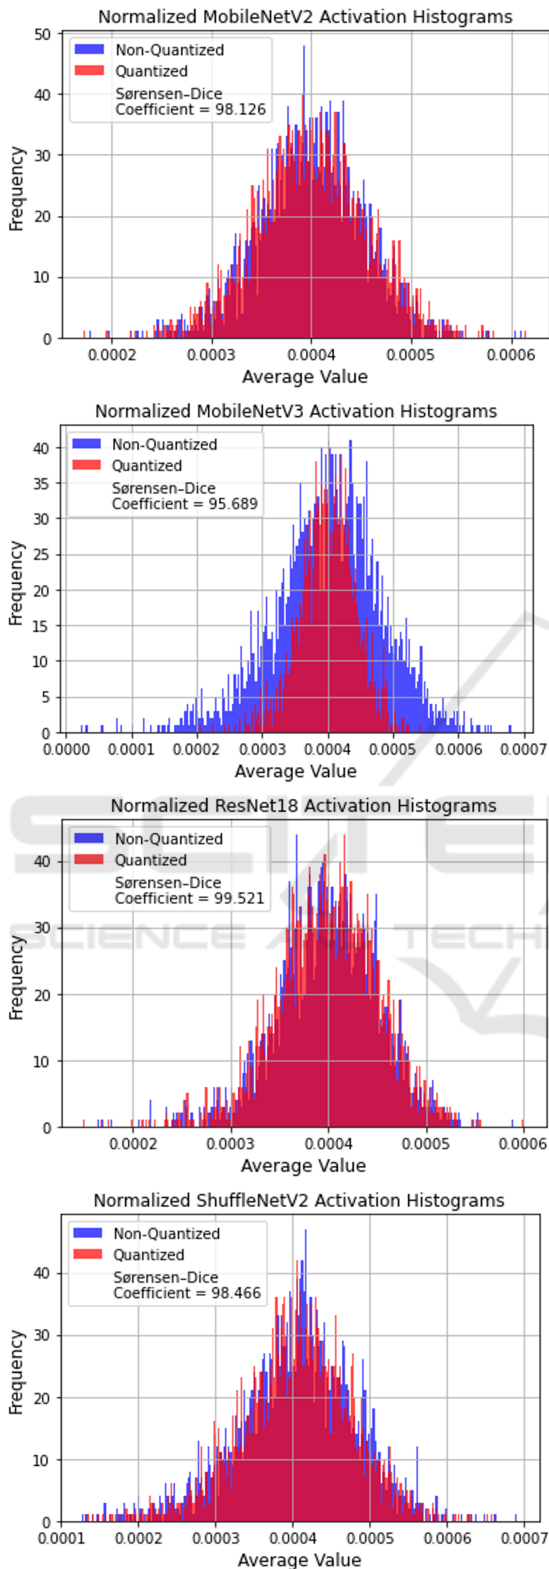 Normalized MobileNetV2 Activation Histograms
50
40
30
20
10
0
Frequency
Non-Quantized
Quantized
Sørensen–Dice
Coefficient = 98.126
0.0002 0.0003 0.0004 0.0005 0.0006
Average Value
Normalized MobileNetV3 Activation Histograms
40
35
30
25
20
15
10
5
0
Frequency
Non-Quantized
Quantized
Sørensen–Dice
Coefficient = 95.689
0.0000 0.0001 0.0002 0.0003 0.0004 0.0005 0.0006 0.0007
Average Value
Normalized ResNet18 Activation Histograms
40
30
20
10
0
Frequency
Non-Quantized
Quantized
Sørensen–Dice
Coefficient = 99.521
0.0002 0.0003 0.0004 0.0005 0.0006
Average Value
SCITE
SCIENCE AND TECH
Normalized ShuffleNetV2 Activation Histograms
40
30
20
10
0
Frequency
Non-Quantized
Quantized
Sørensen–Dice
Coefficient = 98.466
0.0001 0.0002 0.0003 0.0004 0.0005 0.0006 0.0007
Average Value